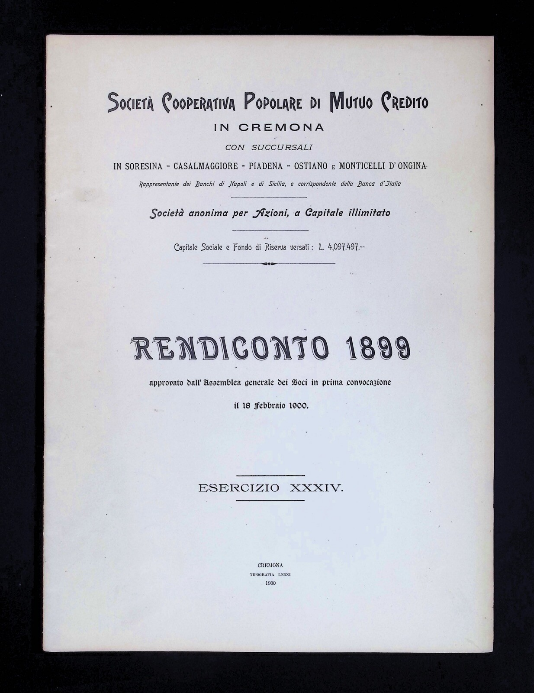 Società Cooperativa Popolare di Mutuo Credito
IN CREMONA
CON SUCCURSALI
IN SORESINA - CASALMAGGIORE - PIADENA - OSTIANO e MONTICELLI D'ONGINA
Rappresentante dei Banchi di Napoli e di Sicilia, e corrispondente della Banca d'Italia
Società anonima per Azioni, a Capitale illimitato
Capitale Sociale e Fondo di Riserva versati: L. 4,097,497.--
RENDICONTO 1899
approvato dall'Assemblea generale dei Soci in prima convocazione
il 18 Febbraio 1900.
ESERCIZIO XXXIV.
CREMONA
TIPOGRAFIA
1900